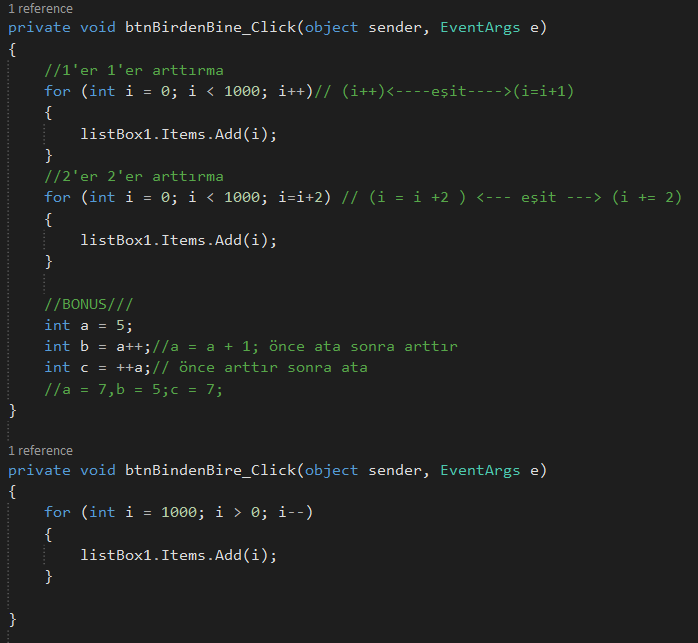 1 reference
private void btnBirdenBine_Click(object sender, EventArgs e)
{
    //1'er 1'er arttırma
    for (int i = 0; i < 1000; i++)// (i++)<----eşit---->(i=i+1)
    {
        listBox1.Items.Add(i);
    }
    //2'er 2'er arttırma
    for (int i = 0; i < 1000; i=i+2) // (i = i +2 ) <--- eşit ---> (i += 2)
    {
        listBox1.Items.Add(i);
    }
    //BONUS///
    int a = 5;
    int b = a++;//a = a + 1; önce ata sonra arttır
    int c = ++a;// önce arttır sonra ata
    //a = 7,b = 5;c = 7;
}
1 reference
private void btnBindenBire_Click(object sender, EventArgs e)
{
    for (int i = 1000; i > 0; i--)
    {
        listBox1.Items.Add(i);
    }
}